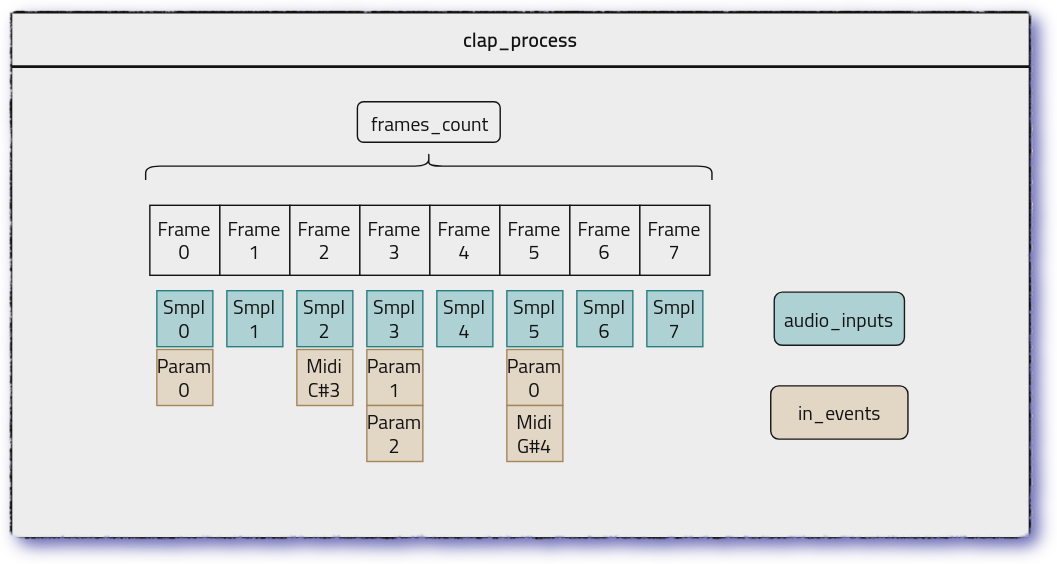 clap_process
frames_count
Frame 0
Frame 1
Frame 2
Frame 3
Frame 4
Frame 5
Frame 6
Frame 7
Smpl 0
Smpl 1
Smpl 2
Smpl 3
Smpl 4
Smpl 5
Smpl 6
Smpl 7
audio_inputs
Param 0
Midi C#3
Param 1
Param 0
Param 2
Midi G#4
in_events